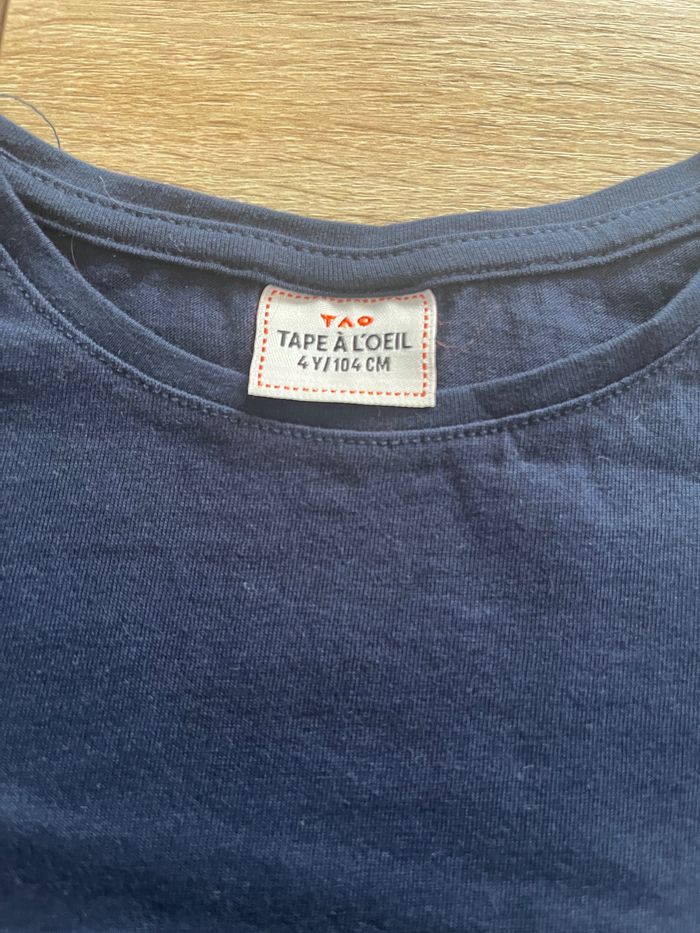 TAO
TAPE À L'OEIL
4 Y/104 CM